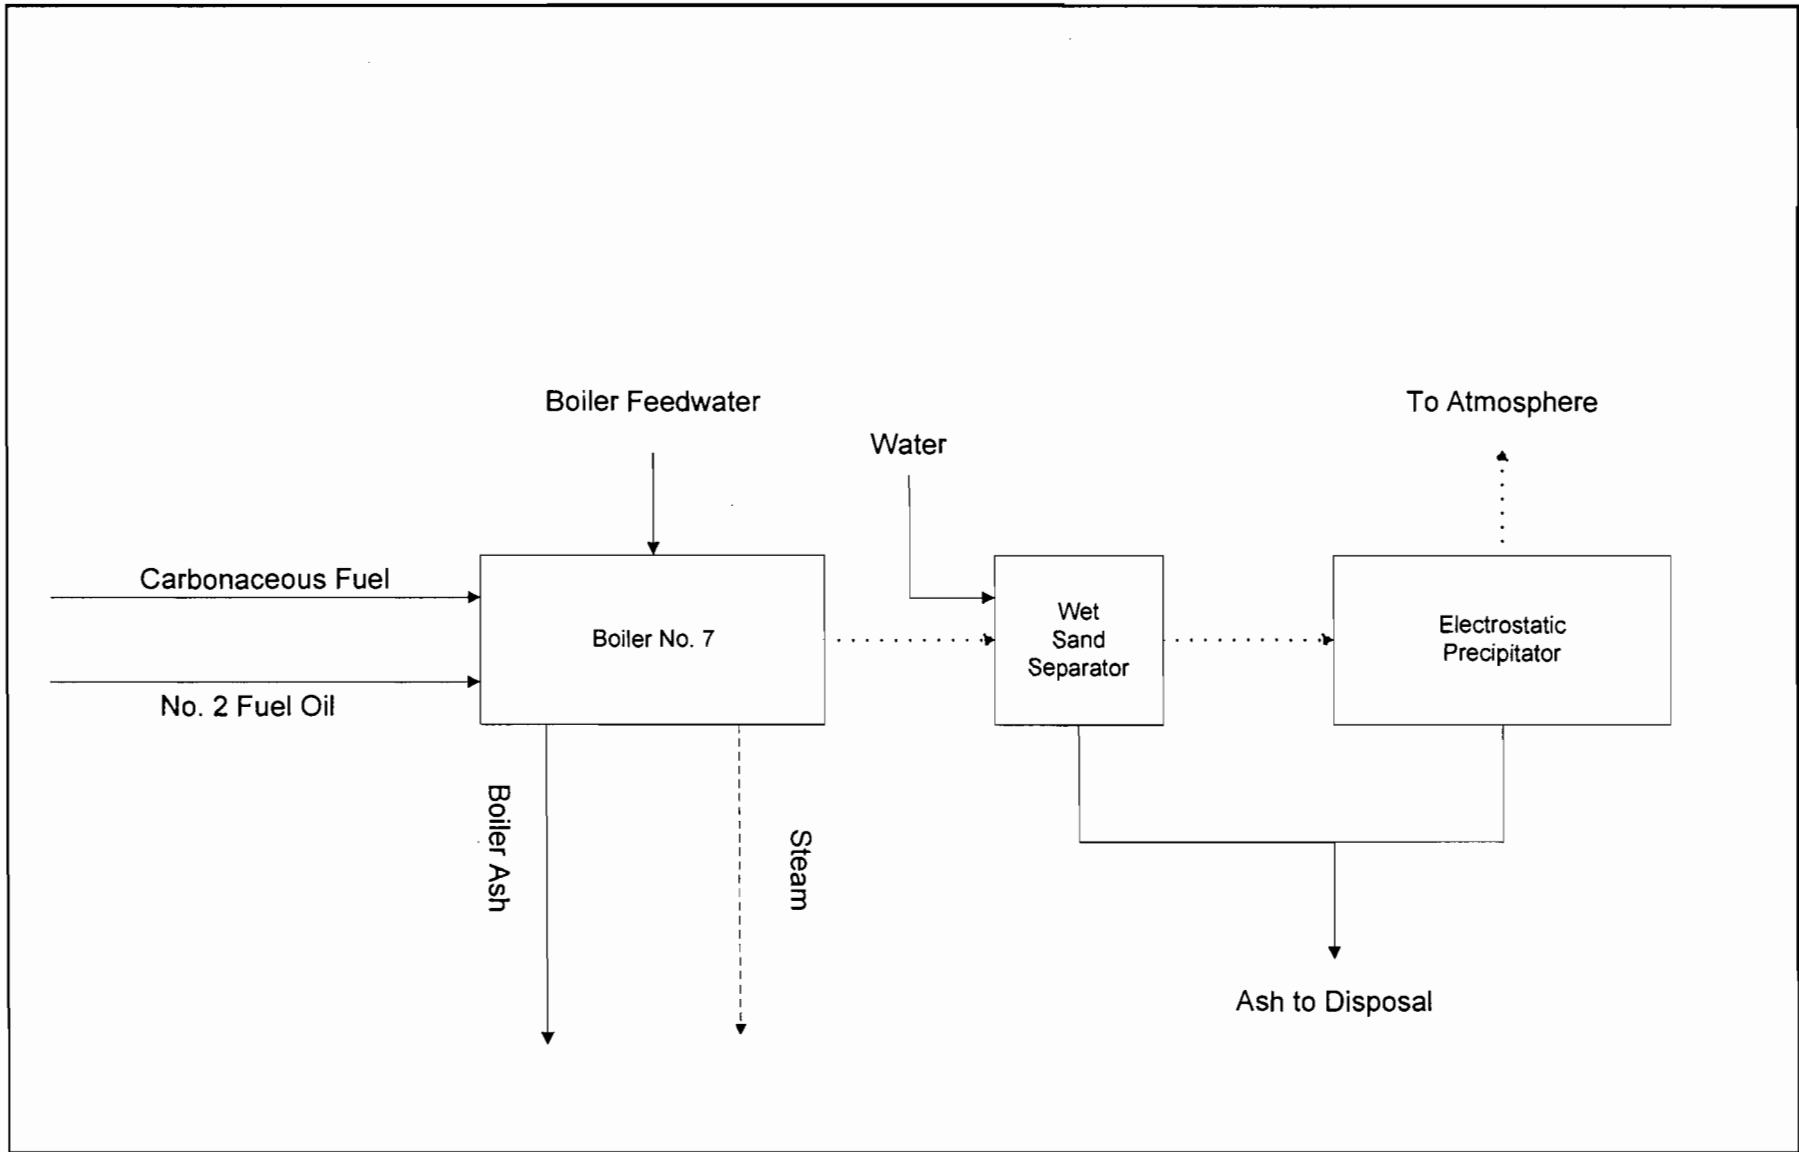 Boiler Feedwater
To Atmosphere
Water
Carbonaceous Fuel
Boiler No. 7
Wet
Sand
Separator
Electrostatic
Precipitator
No. 2 Fuel Oil
Boiler Ash
Steam
Ash to Disposal